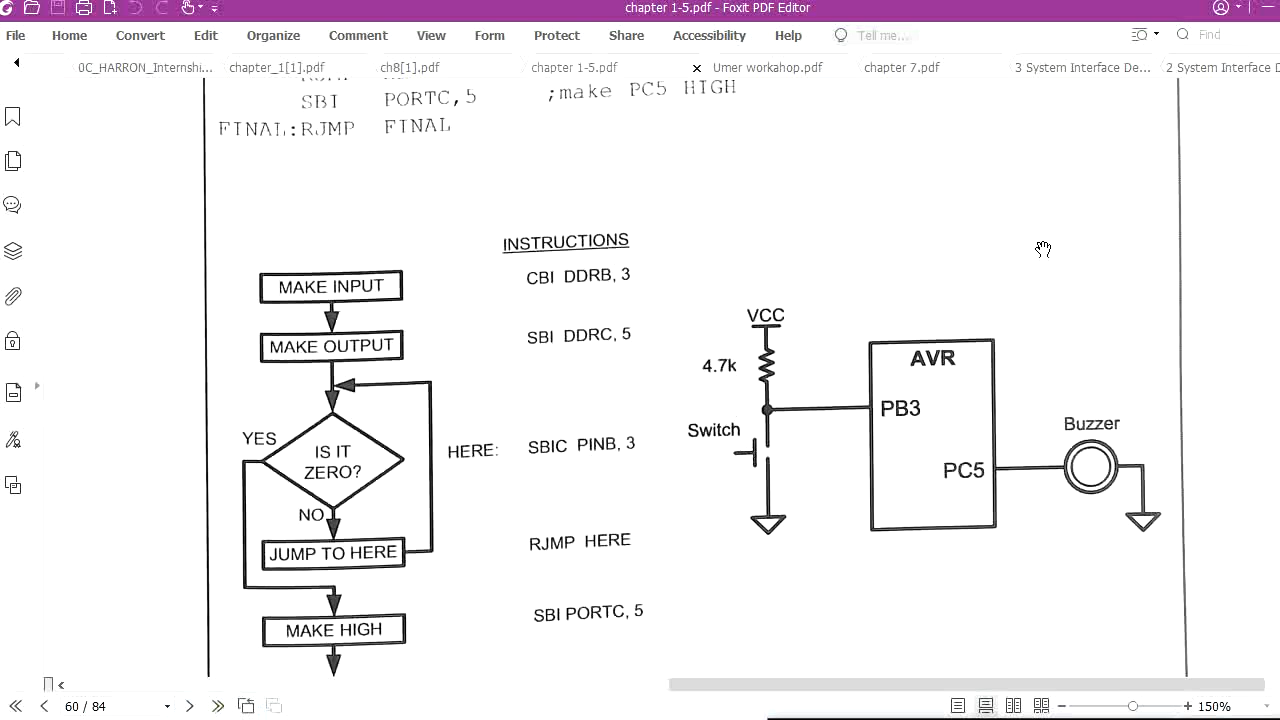 chapter 1-5.pdf - Foxit PDF Editor
File Home Convert Edit Organize Comment View Form Protect Share Accessibility Help Tell me... Find
0C_HARRON_Internshi... chapter_1[1].pdf ch8[1].pdf chapter 1-5.pdf Umer workahop.pdf chapter 7.pdf 3 System Interface De... 2 System Interface D
SBI PORTC,5 ;make PC5 HIGH
FINAL:RJMP FINAL
INSTRUCTIONS
MAKE INPUT CBI DDRB, 3
MAKE OUTPUT SBI DDRC, 5
YES IS IT ZERO? HERE: SBIC PINB, 3
NO
JUMP TO HERE RJMP HERE
MAKE HIGH SBI PORTC, 5
VCC
4.7k
Switch
AVR
PB3
PC5
Buzzer
60 / 84
150%